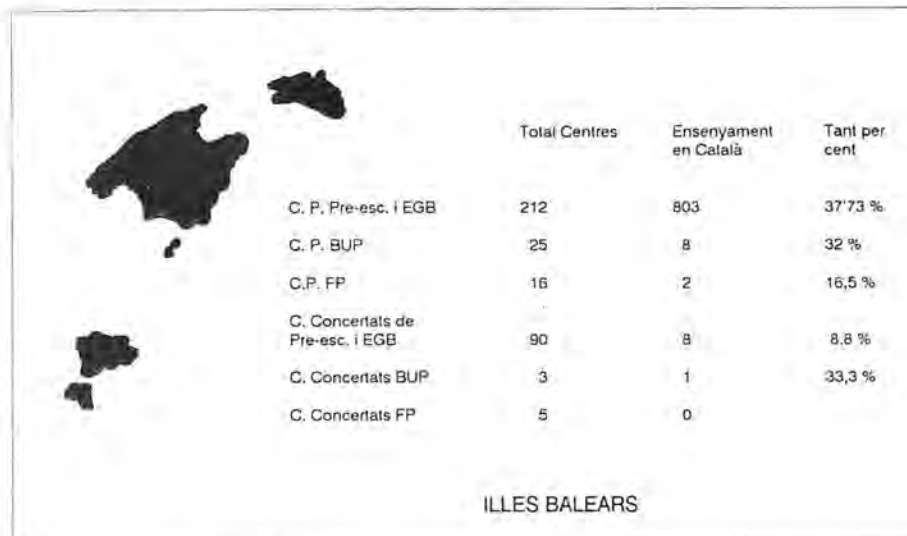 Total Centres Ensenyament en Català Tant per cent
C. P. Pre-esc. i EGB 212 803 37'73 %
C. P. BUP 25 8 32 %
C.P. FP 16 2 16,5 %
C. Concertats de
Pre-esc. i EGB 90 8 8,8 %
C. Concertats BUP 3 1 33,3 %
C. Concertats FP 5 0
ILLES BALEARS